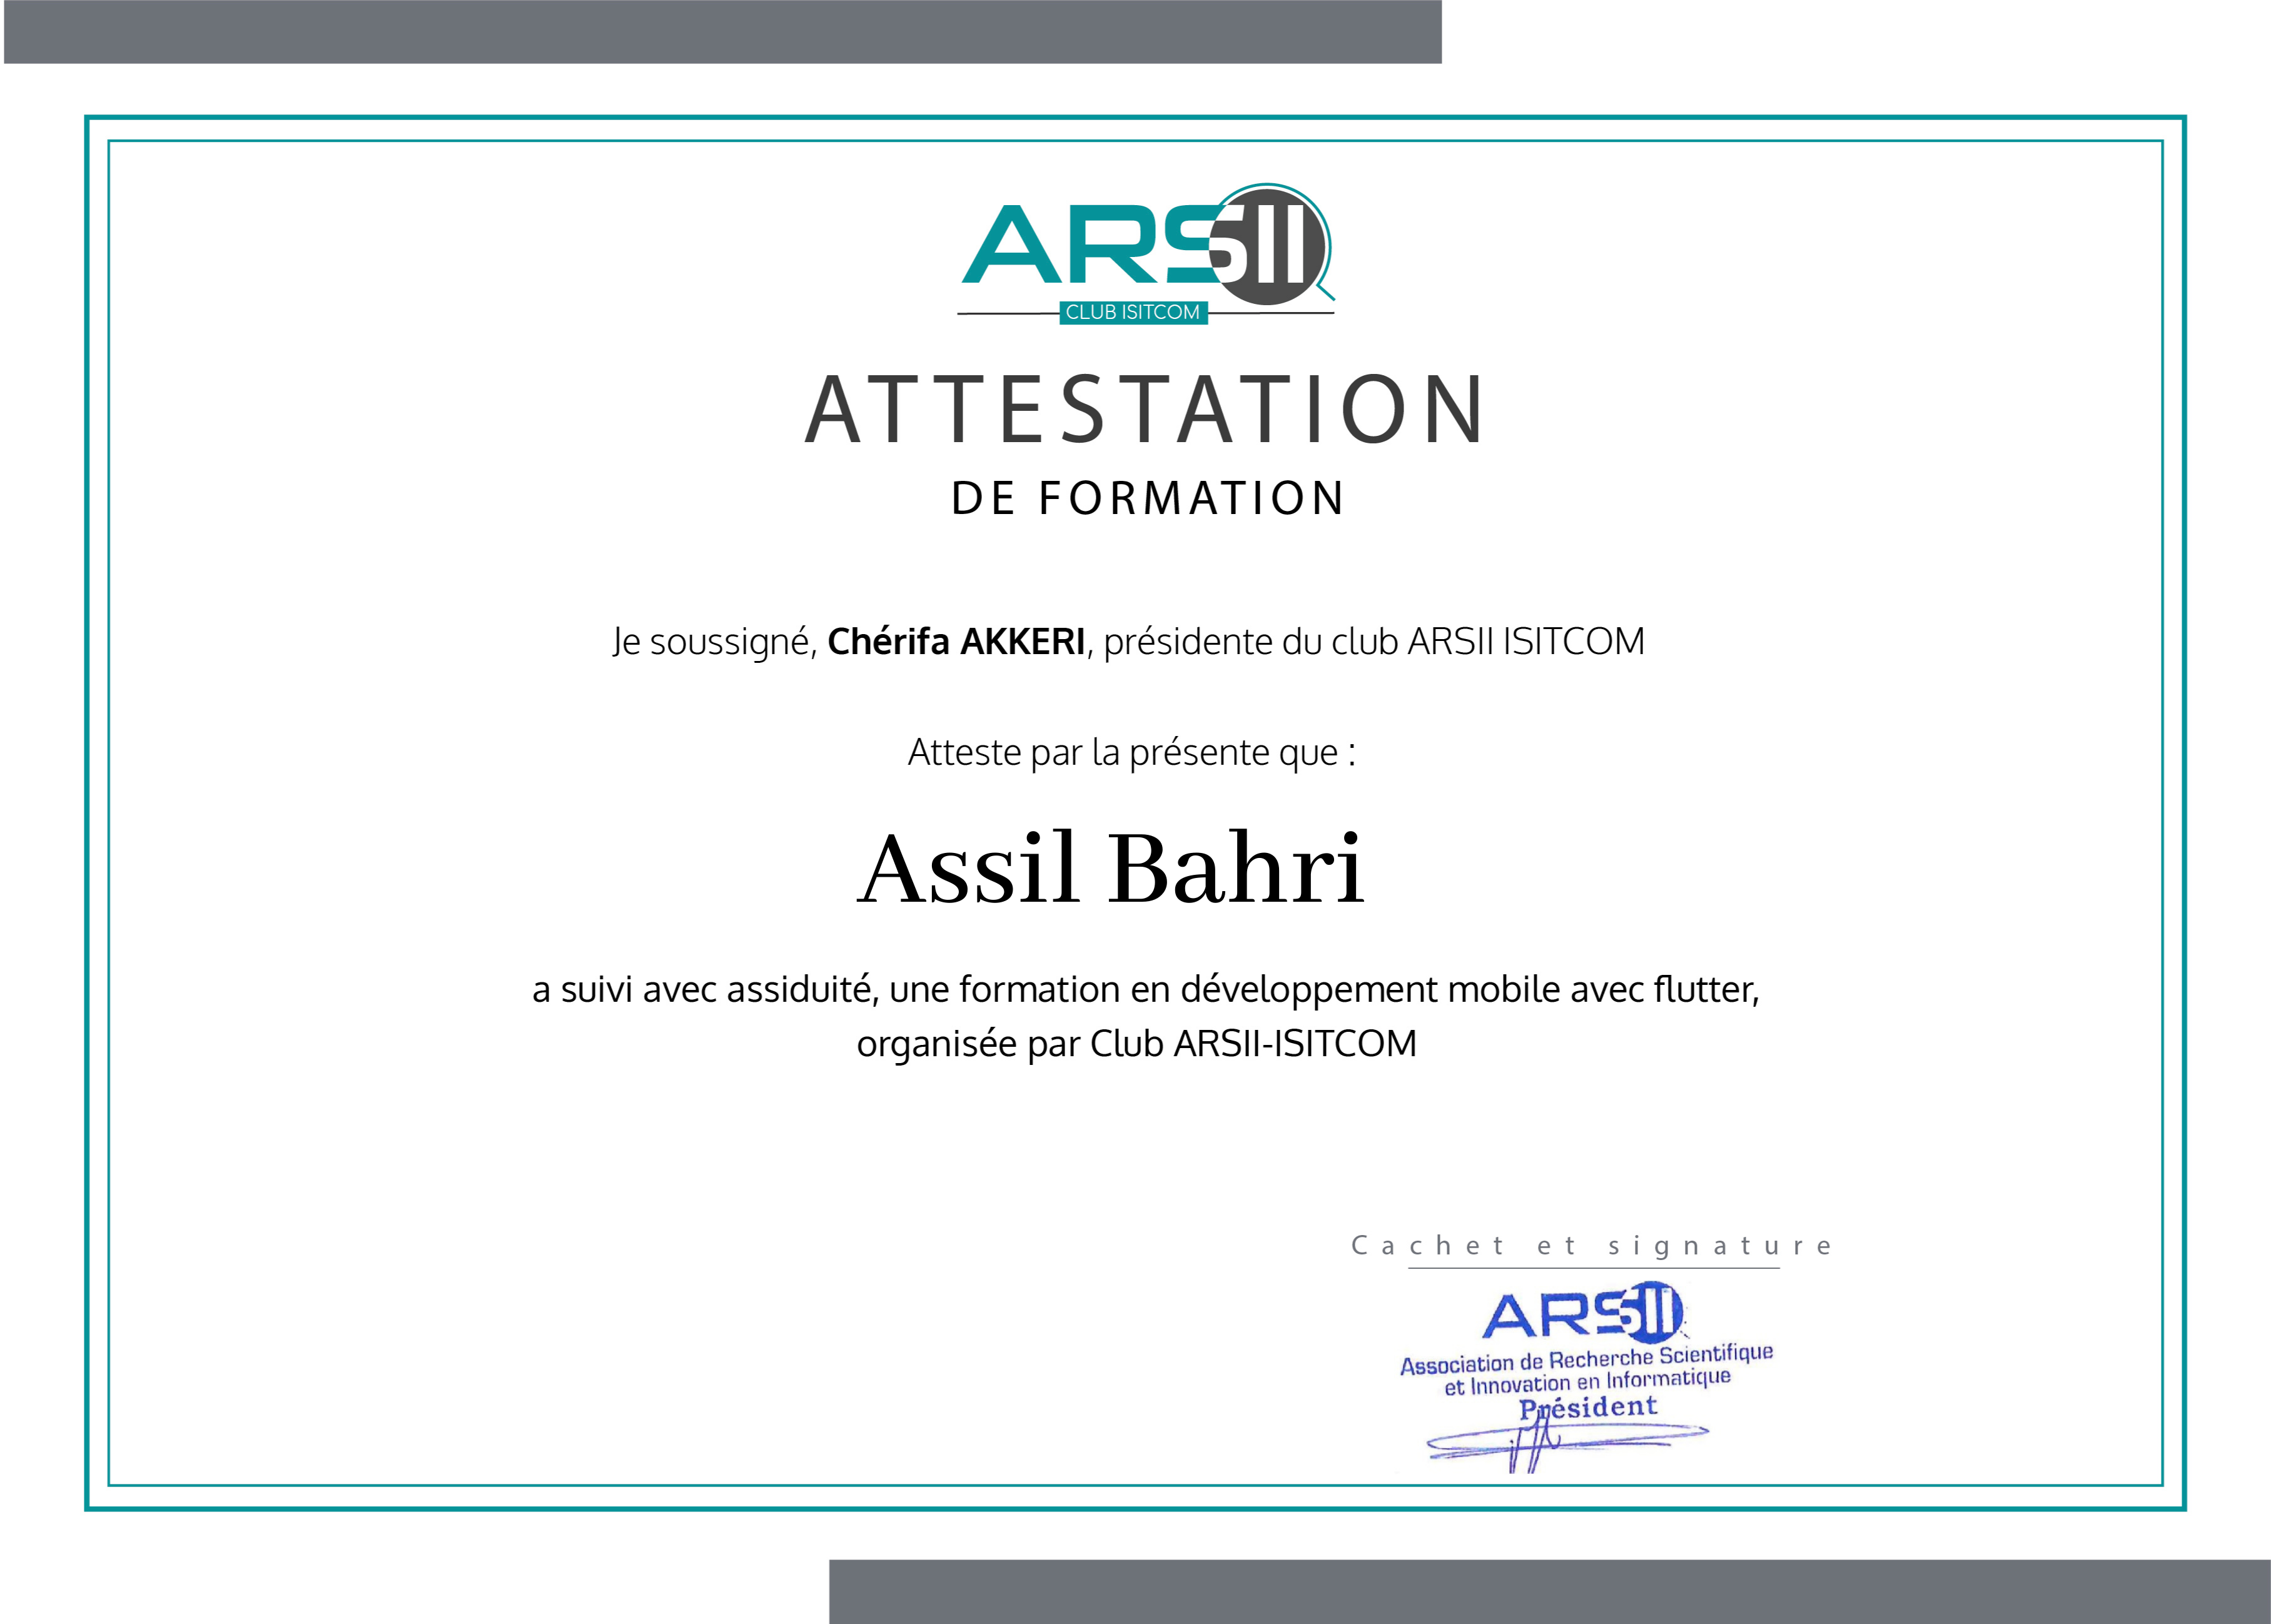 ARSII
CLUB ISITCOM
ATTESTATION
DE FORMATION
Je soussigné, Chérifa AKKERI, présidente du club ARSII ISITCOM
Atteste par la présente que :
Assil Bahri
a suivi avec assiduité, une formation en développement mobile avec flutter,
organisée par Club ARSII-ISITCOM
Cachet et signature
ARSII
Association de Recherche Scientifique
et Innovation en Informatique
Président